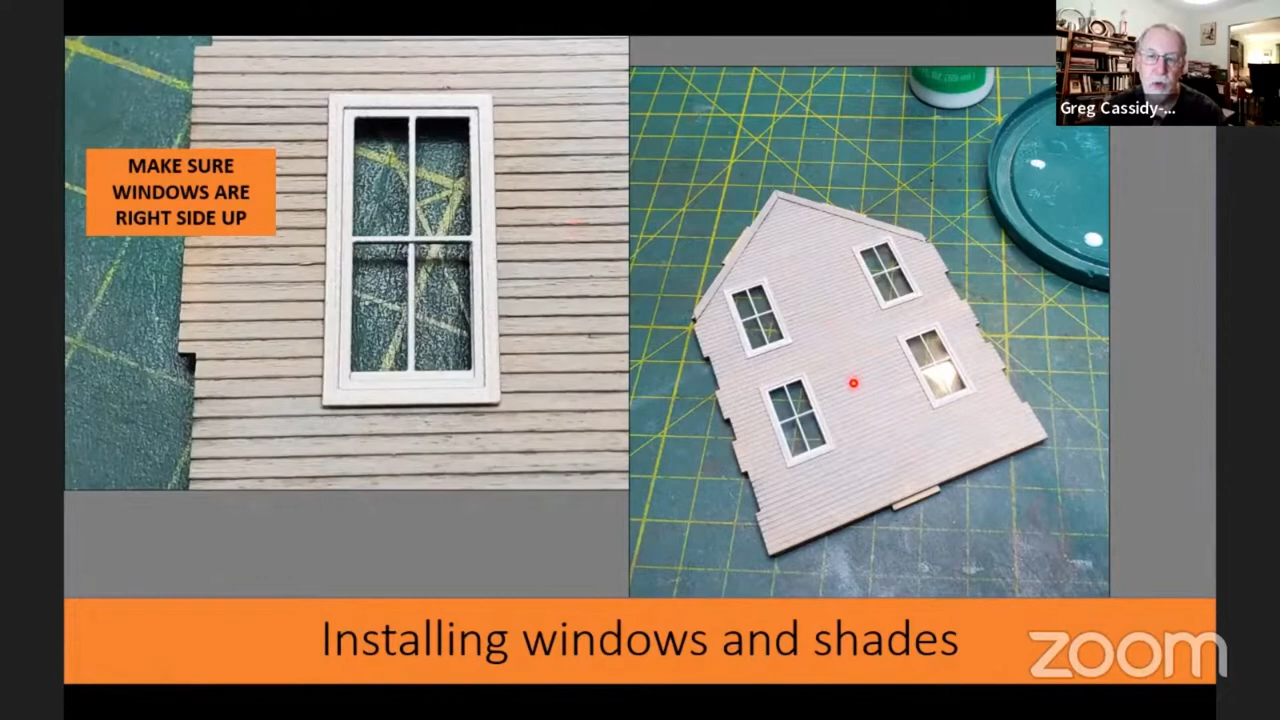 MAKE SURE
WINDOWS ARE
RIGHT SIDE UP
Greg Cassidy-...
Installing windows and shades
zoom